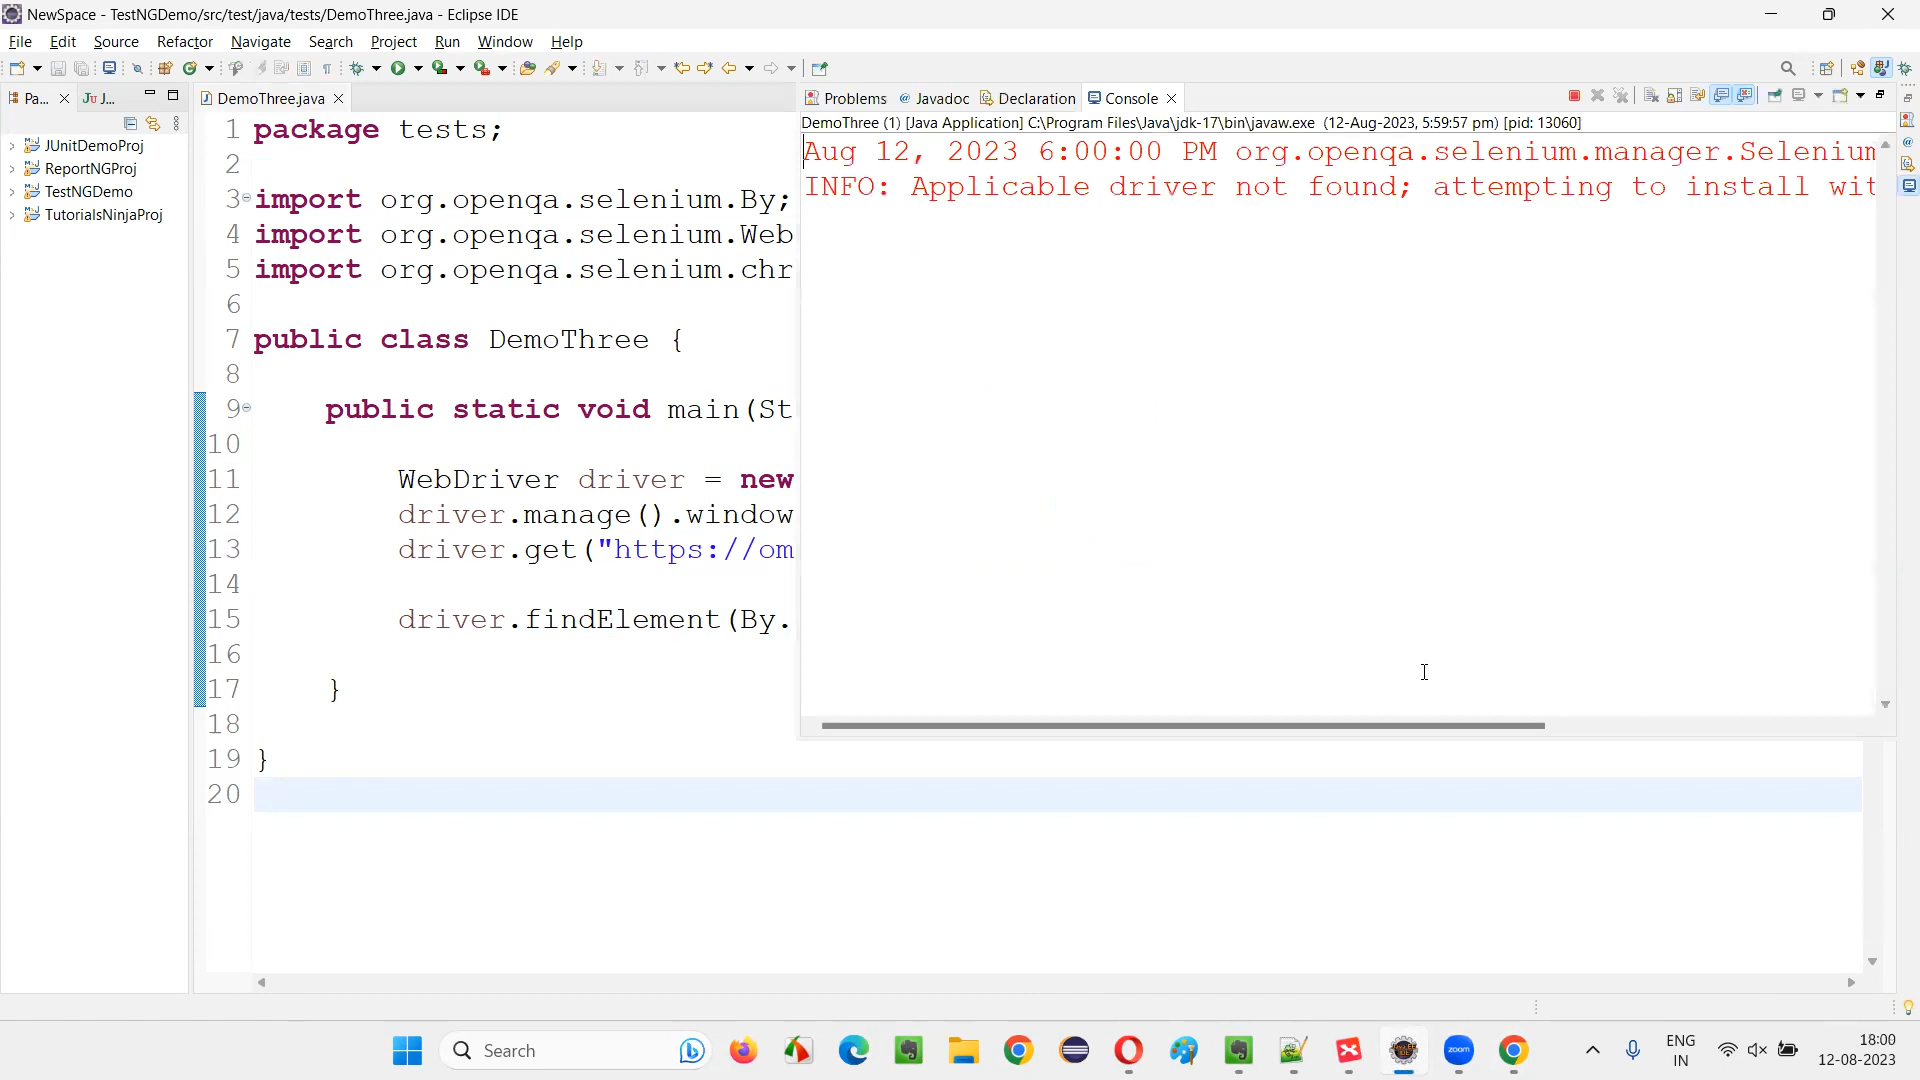 NewSpace - TestNGDemo/src/test/java/tests/DemoThree.java - Eclipse IDE
File Edit Source Refactor Navigate Search Project Run Window Help
Pa... J... DemoThree.java Problems Javadoc Declaration Console
DemoThree (1) [Java Application] C:\Program Files\Java\jdk-17\bin\javaw.exe (12-Aug-2023, 5:59:57 pm) [pid: 13060]
JUnitDemoProj
ReportNGProj
TestNGDemo
TutorialsNinjaProj
1 package tests;
2
3 import org.openqa.selenium.By;
4 import org.openqa.selenium.Web
5 import org.openqa.selenium.chr
6
7 public class DemoThree {
8
9 public static void main(St
10
11 WebDriver driver = new
12 driver.manage().window
13 driver.get("https://om
14
15 driver.findElement(By.
16
17 }
18
19 }
20
Aug 12, 2023 6:00:00 PM org.openqa.selenium.manager.Selenium
INFO: Applicable driver not found; attempting to install wit
Search
zoom
ENG
IN
18:00
12-08-2023